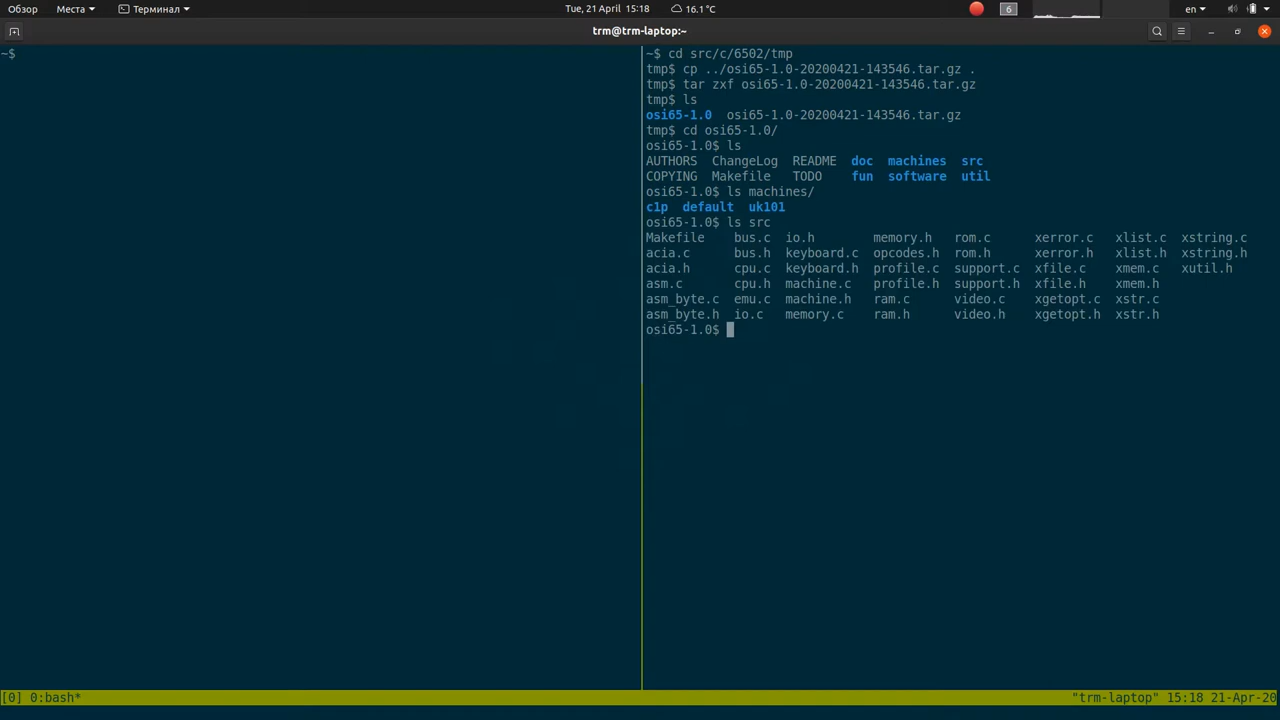 Обзор Места Терминал Tue, 21 April 15:18 16.1°C 6 en
trm@trm-laptop:~
~$
~$ cd src/c/6502/tmp
tmp$ cp ../osi65-1.0-20200421-143546.tar.gz .
tmp$ tar zxf osi65-1.0-20200421-143546.tar.gz
tmp$ ls
osi65-1.0 osi65-1.0-20200421-143546.tar.gz
tmp$ cd osi65-1.0/
osi65-1.0$ ls
AUTHORS ChangeLog README doc machines src
COPYING Makefile TODO fun software util
osi65-1.0$ ls machines/
c1p default uk101
osi65-1.0$ ls src
Makefile bus.c io.h memory.h rom.c xerror.c xlist.c xstring.c
acia.c bus.h keyboard.c opcodes.h rom.h xerror.h xlist.h xstring.h
acia.h cpu.c keyboard.h profile.c support.c xfile.c xmem.c xutil.h
asm.c cpu.h machine.c profile.h support.h xfile.h xmem.h
asm_byte.c emu.c machine.h ram.c video.c xgetopt.c xstr.c
asm_byte.h io.c memory.c ram.h video.h xgetopt.h xstr.h
osi65-1.0$
[0] 0:bash* "trm-laptop" 15:18 21-Apr-20